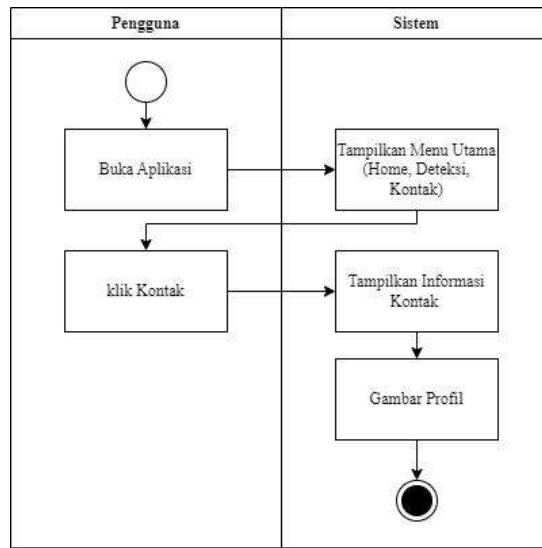 Pengguna
Sistem
Buka Aplikasi
Tampilkan Menu Utama
(Home, Deteksi,
Kontak)
klik Kontak
Tampilkan Informasi
Kontak
Gambar Profil